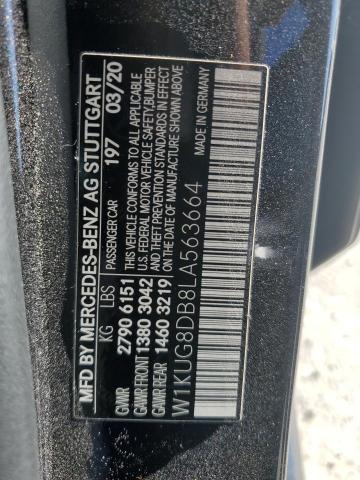 MFD BY MERCEDES-BENZ AG STUTTGART
197 03/20
KG LBS PASSENGER CAR
GVWR 2790 6151 THIS VEHICLE CONFORMS TO ALL APPLICABLE
GAWR FRONT 1380 3042 U.S. FEDERAL MOTOR VEHICLE SAFETY, BUMPER
GAWR REAR 1460 3219 AND THEFT PREVENTION STANDARDS IN EFFECT
ON THE DATE OF MANUFACTURE SHOWN ABOVE
W1KUG8DB8LA563664
MADE IN GERMANY